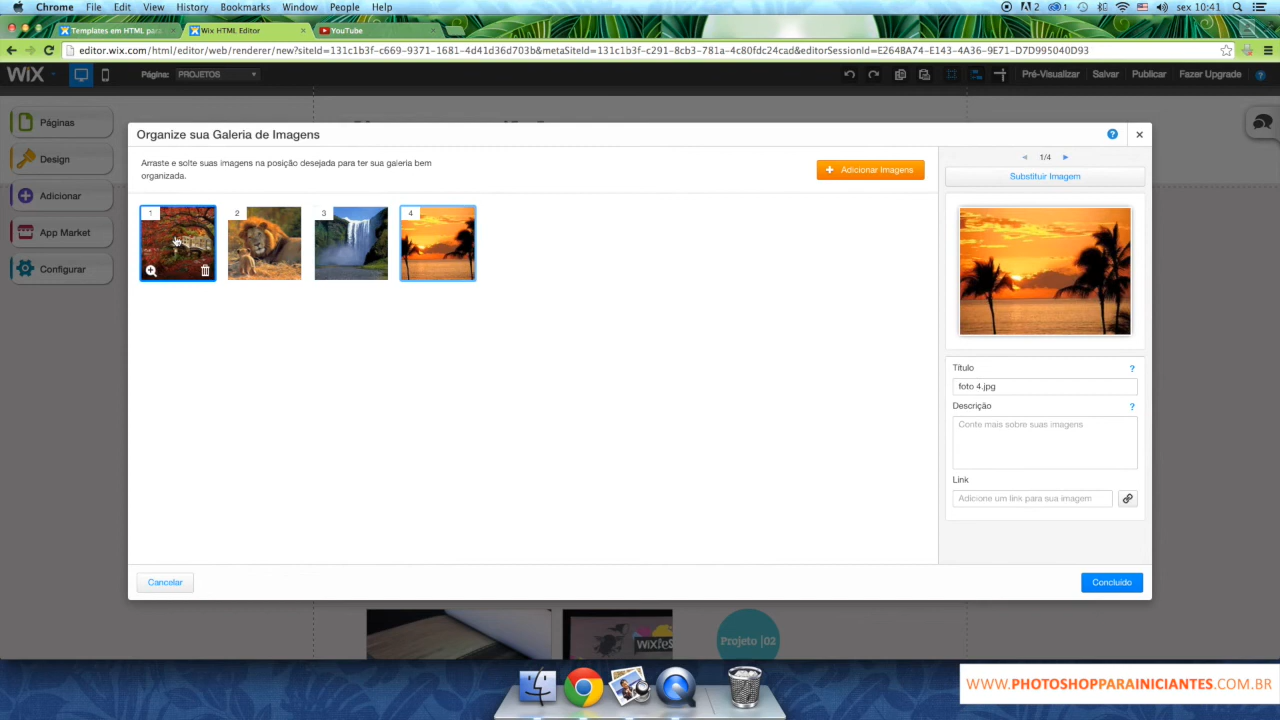 Chrome File Edit View History Bookmarks Window People Help
2 1 sex 10:41
Templates em HTML para
Wix HTML Editor
YouTube
editor.wix.com/html/editor/web/renderer/new?siteId=131c1b3f-c669-9371-1681-4d41d36d703b&metaSiteId=131c1b3f-c291-8cb3-781a-4c80fdc24cad&editorSessionId=E264BA74-E143-4A36-9E71-D7D995040D93
WiX
Página: PROJETOS
Pré-Visualizar Salvar Publicar Fazer Upgrade ?
Páginas
Design
Adicionar
App Market
Configurar
Organize sua Galeria de Imagens
?
Arraste e solte suas imagens na posição desejada para ter sua galeria bem
organizada.
+ Adicionar Imagens
1/4
Substituir Imagem
1
2
3
4
Título
?
foto 4.jpg
Descrição
?
Conte mais sobre suas imagens
Link
Adicione um link para sua imagem
Cancelar
Concluído
Projeto |02
WWW.PHOTOSHOPPARAINICIANTES.COM.BR